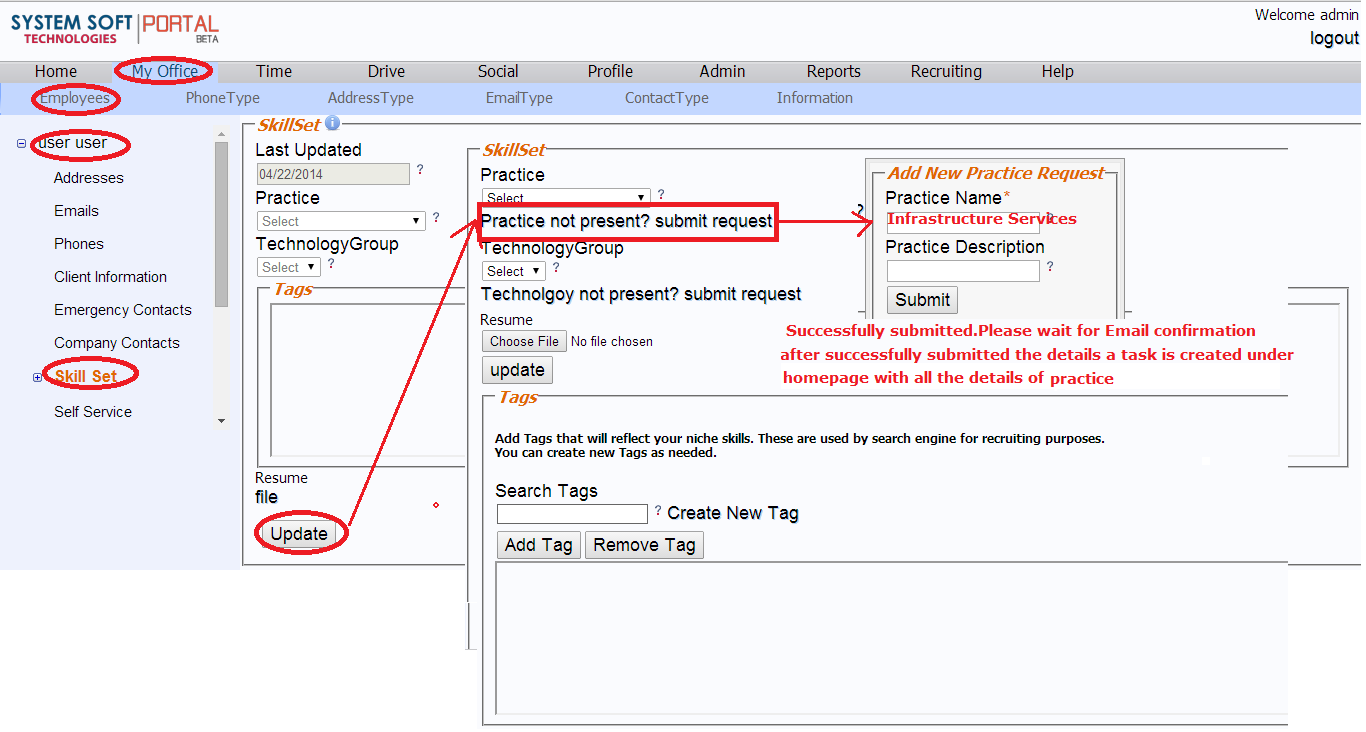 SYSTEM SOFT PORTAL
TECHNOLOGIES BETA
Welcome admin
logout
Home My Office Time Drive Social Profile Admin Reports Recruiting Help
Employees PhoneType AddressType EmailType ContactType Information
user user
Addresses
Emails
Phones
Client Information
Emergency Contacts
Company Contacts
Skill Set
Self Service
SkillSet i
Last Updated
04/22/2014 ?
Practice
Select ?
TechnologyGroup
Select ?
Tags
Resume
file
Update
SkillSet
Practice
Select ?
Practice not present? submit request
TechnologyGroup
Select ?
Technolgoy not present? submit request
Resume
Choose File No file chosen
update
Tags
Add Tags that will reflect your niche skills. These are used by search engine for recruiting purposes.
You can create new Tags as needed.
Search Tags
? Create New Tag
Add Tag Remove Tag
?
Add New Practice Request
Practice Name*
Infrastructure Services ?
Practice Description
?
Submit
Successfully submitted.Please wait for Email confirmation
after successfully submitted the details a task is created under
homepage with all the details of practice